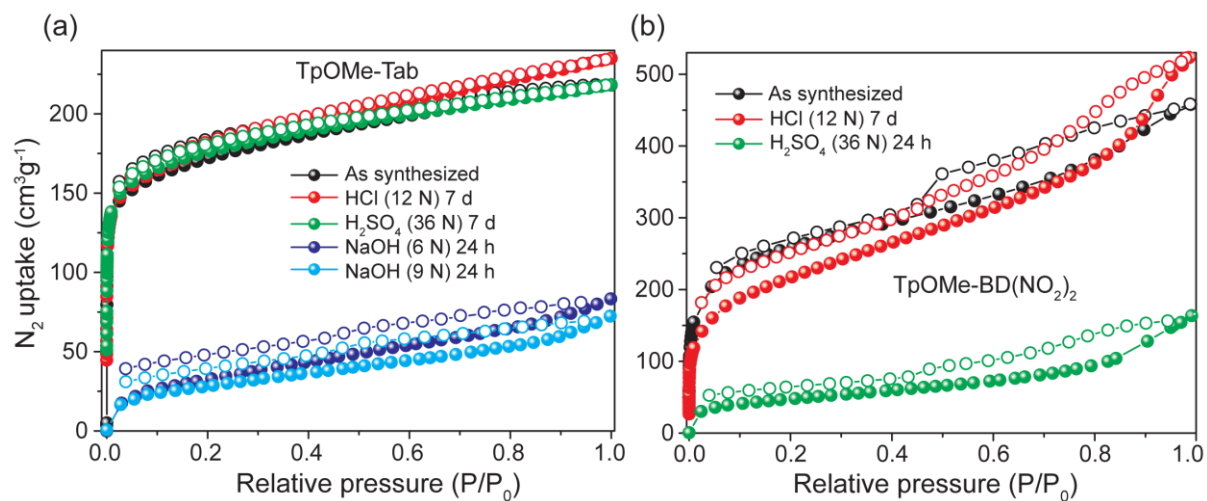 (a)
TpOMe-Tab
As synthesized
HCl (12 N) 7 d
H₂SO₄ (36 N) 7 d
NaOH (6 N) 24 h
NaOH (9 N) 24 h
N₂ uptake (cm³g⁻¹)
200
150
100
50
0
0.0 0.2 0.4 0.6 0.8 1.0
Relative pressure (P/P₀)
(b)
As synthesized
HCl (12 N) 7 d
H₂SO₄ (36 N) 24 h
TpOMe-BD(NO₂)₂
500
400
300
200
100
0
0.0 0.2 0.4 0.6 0.8 1.0
Relative pressure (P/P₀)